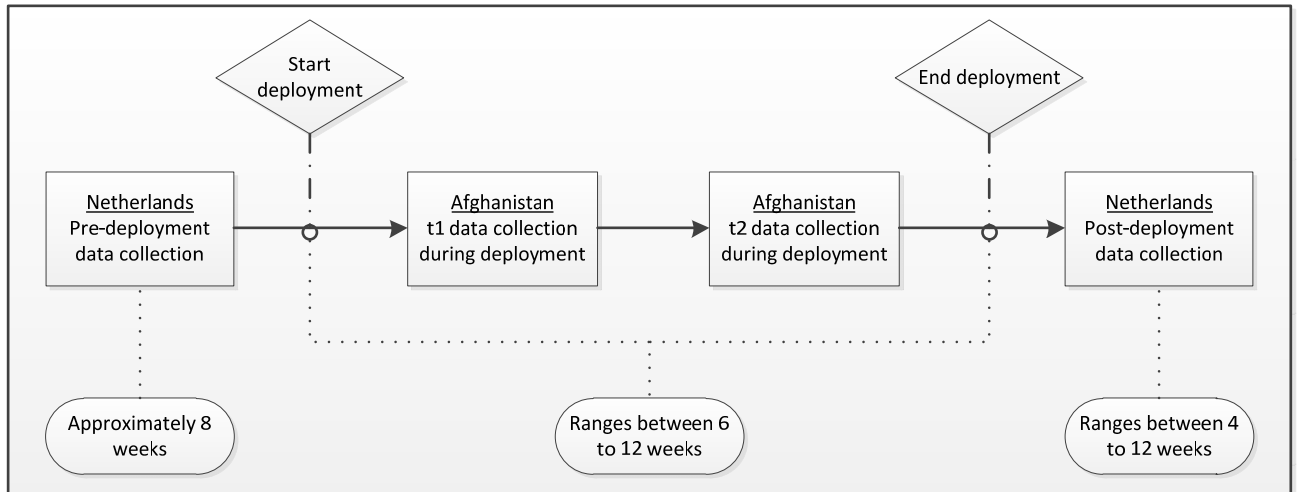 Start
deployment
End deployment
Netherlands
Pre-deployment
data collection
Afghanistan
t1 data collection
during deployment
Afghanistan
t2 data collection
during deployment
Netherlands
Post-deployment
data collection
Approximately 8
weeks
Ranges between 6
to 12 weeks
Ranges between 4
to 12 weeks